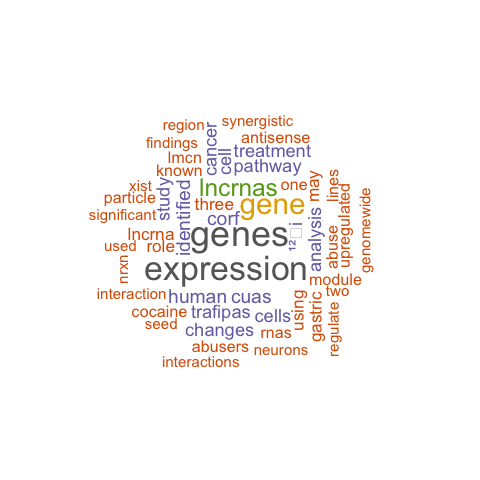 region
synergistic
findings
antisense
lmcn
cancer
cell
treatment
known
pathway
xist
study
identified
lncrnas
one
may
lines
particle
three
gene
upregulated
genomewide
significant
corf
lncrna
genes
analysis
abuse
used
role
nrxn
expression
module
interaction
human
cuas
using
gastric
two
regulate
cocaine
trafipas
cells
seed
changes
rnas
abusers
neurons
interactions